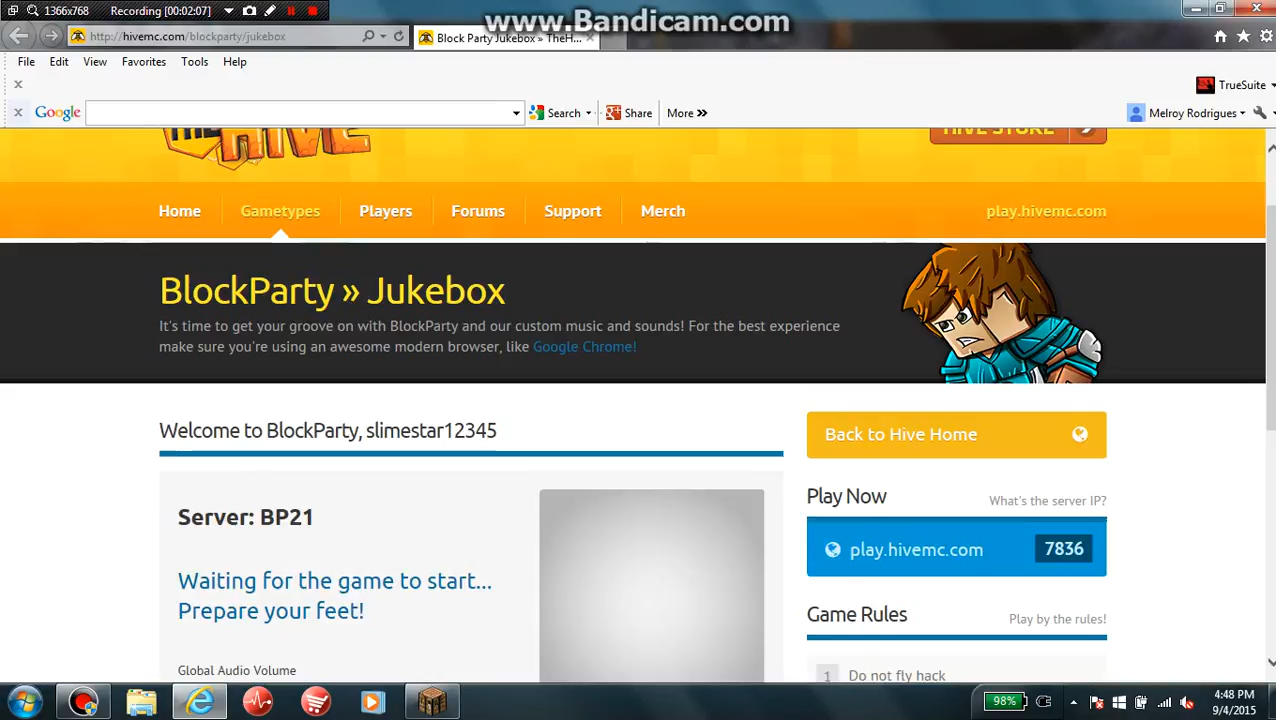 1366x768 Recording [00:02:07]
www.Bandicam.com
http://hivemc.com/blockparty/jukebox
Block Party Jukebox » TheH...
File Edit View Favorites Tools Help
TrueSuite
Google Search Share More »
Melroy Rodrigues
THE HIVE
HIVE STORE
Home Gametypes Players Forums Support Merch play.hivemc.com
BlockParty » Jukebox
It's time to get your groove on with BlockParty and our custom music and sounds! For the best experience
make sure you're using an awesome modern browser, like Google Chrome!
Welcome to BlockParty, slimestar12345
Back to Hive Home
Server: BP21
Play Now What's the server IP?
play.hivemc.com 7836
Waiting for the game to start...
Prepare your feet!
Game Rules Play by the rules!
Global Audio Volume
1 Do not fly hack
98%
4:48 PM
9/4/2015